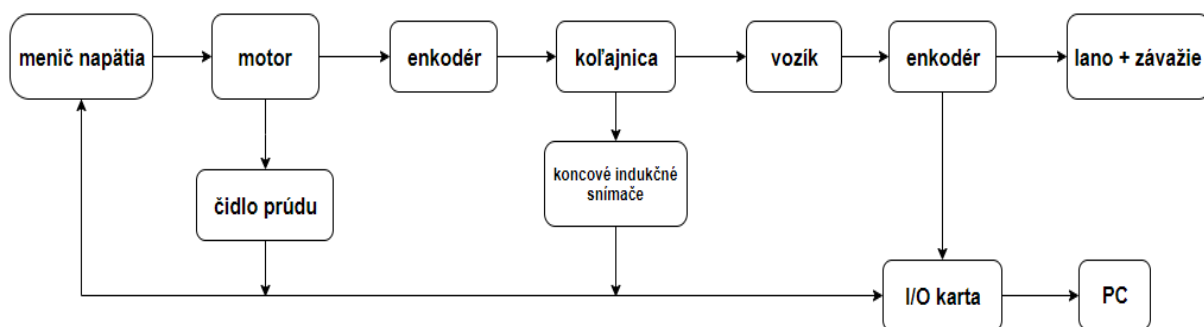 menič napätia
motor
enkodér
koľajnica
vozík
enkodér
lano + závažie
čidlo prúdu
koncové indukčné
snímače
I/O karta
PC